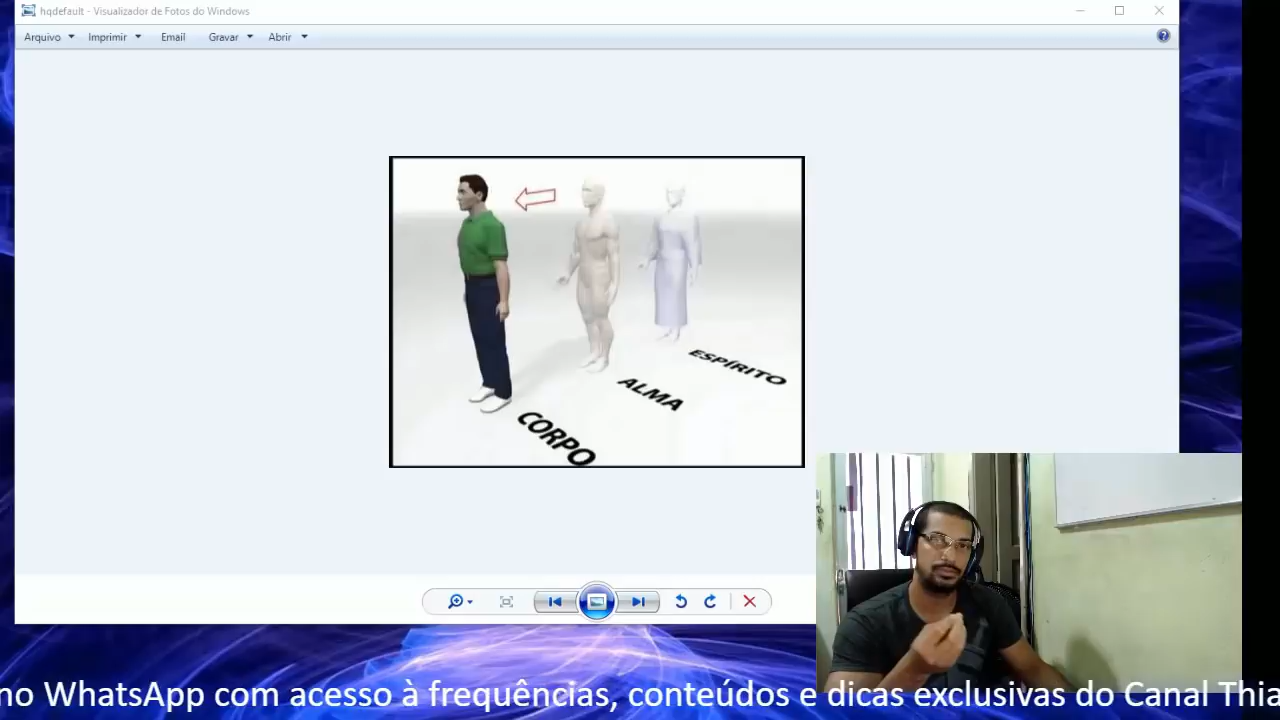 hqdefault - Visualizador de Fotos do Windows
Arquivo Imprimir Email Gravar Abrir
ESPÍRITO
ALMA
CORPO
no WhatsApp com acesso à frequências, conteúdos e dicas exclusivas do Canal Thia